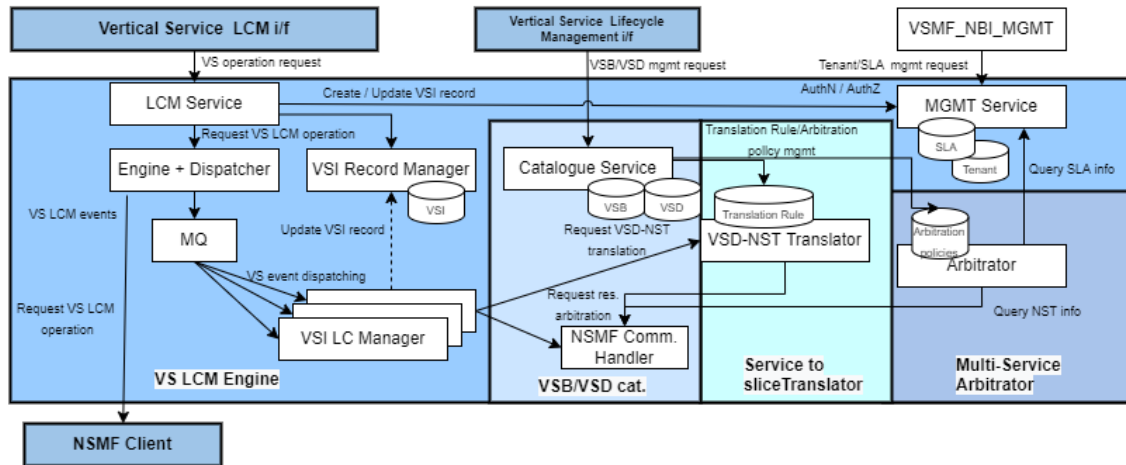 Vertical Service LCM i/f
Vertical Service Lifecycle
Management i/f
VSMF_NBI_MGMT
VS operation request
VSB/VSD mgmt request
Tenant/SLA mgmt request
LCM Service
Create / Update VSI record
AuthN / AuthZ
MGMT Service
SLA
Tenant
Request VS LCM operation
Translation Rule/Arbitration
policy mgmt
Engine + Dispatcher
VSI Record Manager
VSI
Catalogue Service
VSB
VSD
Query SLA info
Translation Rule
VS LCM events
MQ
Update VSI record
Request VSD-NST
translation
VSD-NST Translator
Arbitration
policies
Arbitrator
VS event dispatching
Request VS LCM
operation
Request res.
arbitration
Query NST info
VSI LC Manager
NSMF Comm.
Handler
VS LCM Engine
VSB/VSD cat.
Service to
sliceTranslator
Multi-Service
Arbitrator
NSMF Client